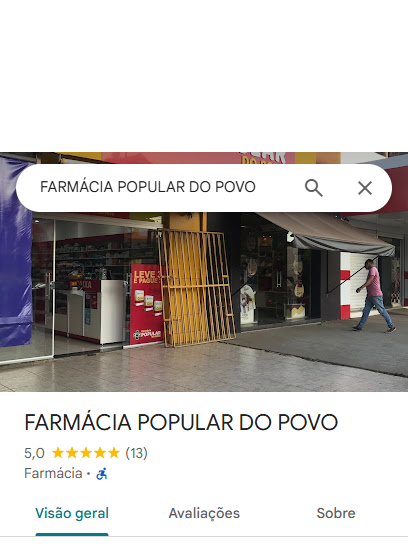 FARMÁCIA POPULAR DO POVO
LEVE 3
E PAGUE
POPULAR
FARMÁCIA POPULAR DO POVO
5,0 ★★★★★ (13)
Farmácia ·
Visão geral
Avaliações
Sobre